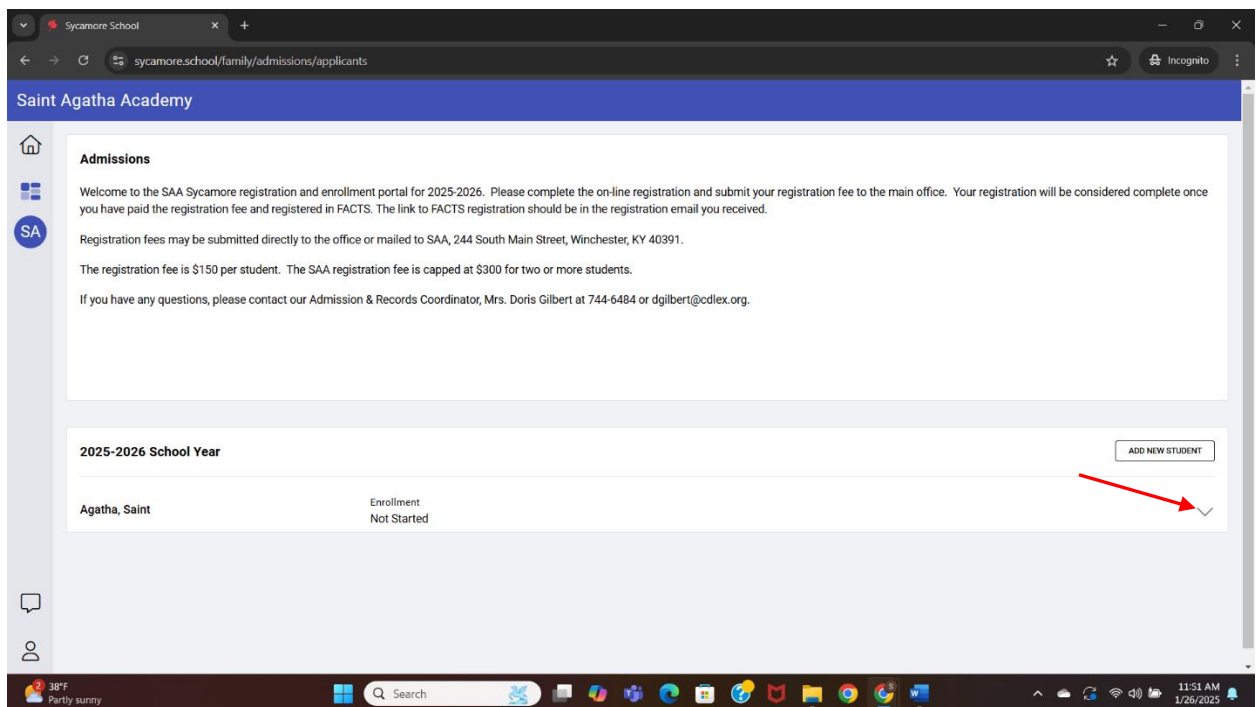 Sycamore School
sycamore.school/family/admissions/applicants
Incognito
Saint Agatha Academy
SA
Admissions
Welcome to the SAA Sycamore registration and enrollment portal for 2025-2026. Please complete the on-line registration and submit your registration fee to the main office. Your registration will be considered complete once
you have paid the registration fee and registered in FACTS. The link to FACTS registration should be in the registration email you received.
Registration fees may be submitted directly to the office or mailed to SAA, 244 South Main Street, Winchester, KY 40391.
The registration fee is $150 per student. The SAA registration fee is capped at $300 for two or more students.
If you have any questions, please contact our Admission & Records Coordinator, Mrs. Doris Gilbert at 744-6484 or dgilbert@cdlex.org.
2025-2026 School Year
ADD NEW STUDENT
Agatha, Saint
Enrollment
Not Started
2
38°F
Partly sunny
Search
11:51 AM
1/26/2025